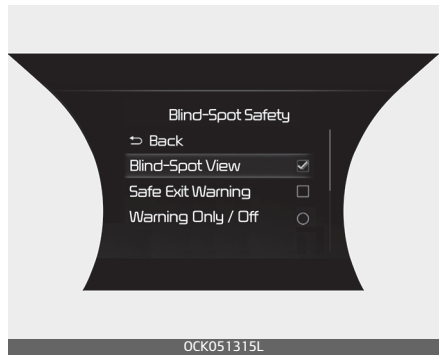 Blind-Spot Safety
⮌ Back
Blind-Spot View
Safe Exit Warning
Warning Only / Off
OCK051315L